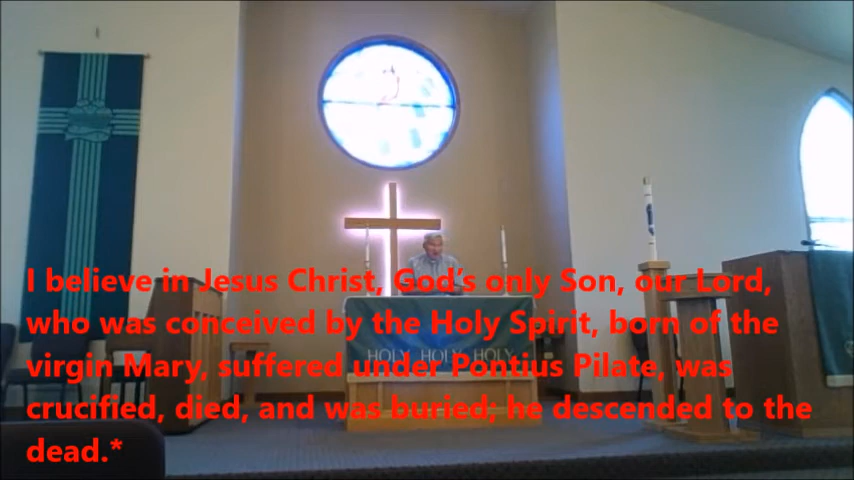 I believe in Jesus Christ, God's only Son, our Lord,
who was conceived by the Holy Spirit, born of the
virgin Mary, suffered under Pontius Pilate, was
HOLY HOLY HOLY
crucified, died, and was buried; he descended to the
dead.*